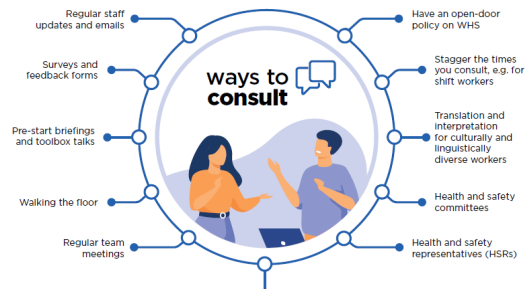 ways to
consult
Regular staff
updates and emails
Surveys and
feedback forms
Pre-start briefings
and toolbox talks
Walking the floor
Regular team
meetings
Have an open-door
policy on WHS
Stagger the times
you consult, e.g. for
shift workers
Translation and
interpretation
for culturally and
linguistically
diverse workers
Health and safety
committees
Health and safety
representatives (HSRs)